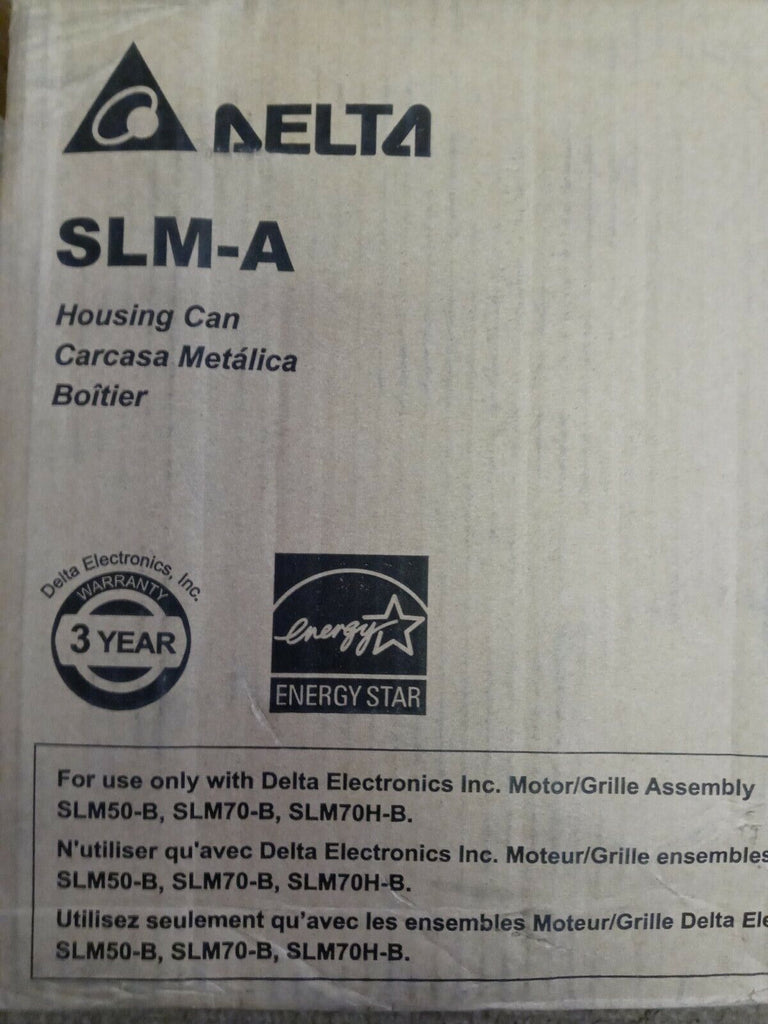 DELTA
SLM-A
Housing Can
Carcasa Metálica
Boîtier
Delta Electronics, Inc.
WARRANTY
3 YEAR
energy
ENERGY STAR
For use only with Delta Electronics Inc. Motor/Grille Assembly
SLM50-B, SLM70-B, SLM70H-B.
N'utiliser qu'avec Delta Electronics Inc. Moteur/Grille ensembles
SLM50-B, SLM70-B, SLM70H-B.
Utilisez seulement qu'avec les ensembles Moteur/Grille Delta Ele
SLM50-B, SLM70-B, SLM70H-B.